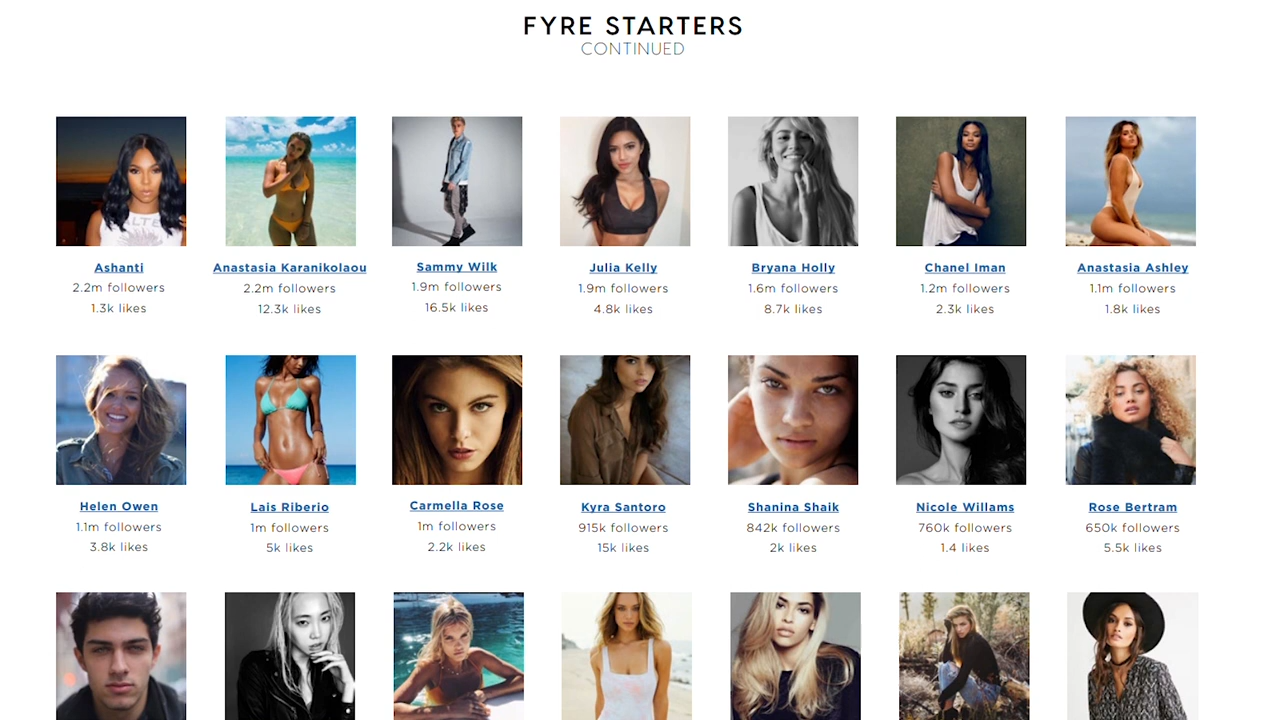 FYRE STARTERS
CONTINUED
Ashanti
2.2m followers
1.3k likes
Anastasia Karanikolaou
2.2m followers
12.3k likes
Sammy Wilk
1.9m followers
16.5k likes
Julia Kelly
1.9m followers
4.8k likes
Bryana Holly
1.6m followers
8.7k likes
Chanel Iman
1.2m followers
2.3k likes
Anastasia Ashley
1.1m followers
1.8k likes
Helen Owen
1.1m followers
3.8k likes
Lais Riberio
1m followers
5k likes
Carmella Rose
1m followers
2.2k likes
Kyra Santoro
915k followers
15k likes
Shanina Shaik
842k followers
2k likes
Nicole Willams
760k followers
1.4 likes
Rose Bertram
650k followers
5.5k likes